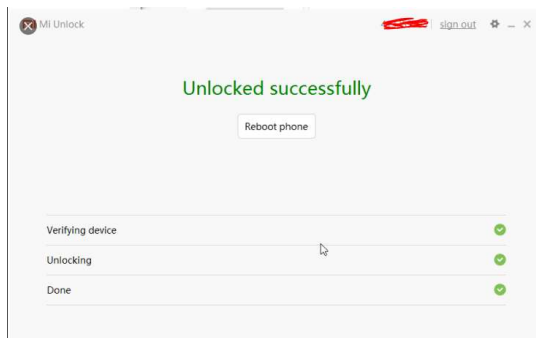 Mi Unlock
sign out
Unlocked successfully
Reboot phone
Verifying device
Unlocking
Done